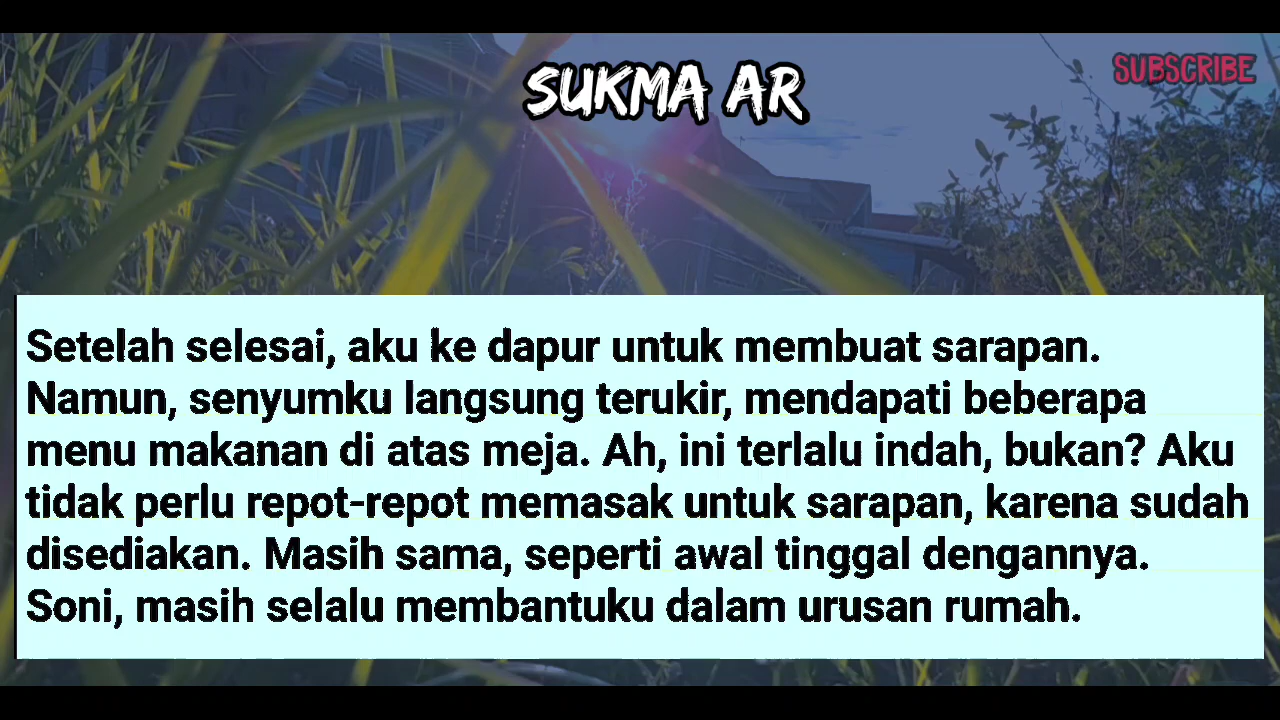 SUKMA AR
SUBSCRIBE
Setelah selesai, aku ke dapur untuk membuat sarapan.
Namun, senyumku langsung terukir, mendapati beberapa
menu makanan di atas meja. Ah, ini terlalu indah, bukan? Aku
tidak perlu repot-repot memasak untuk sarapan, karena sudah
disediakan. Masih sama, seperti awal tinggal dengannya.
Soni, masih selalu membantuku dalam urusan rumah.